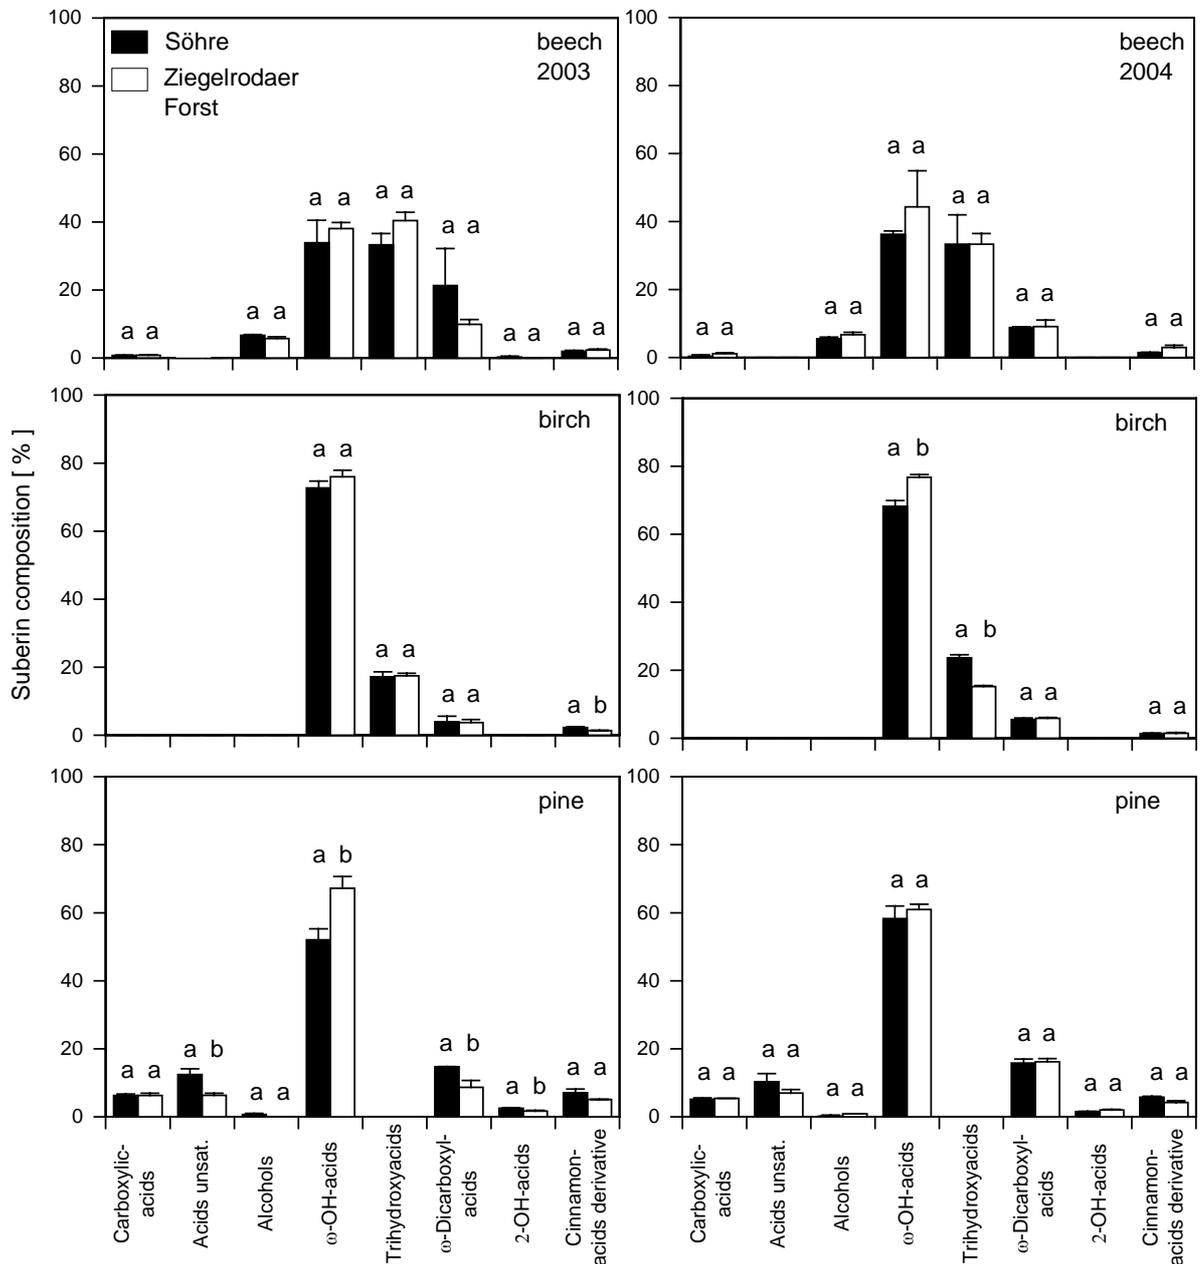 100
80
60
40
20
0
Söhre
Ziegelrodaer
Forst
beech
2003
a a
a a
a a
a a
a a
a a
a a
100
80
60
40
20
0
beech
2004
a a
a a
a a
a a
a a
a a
Suberin composition [ % ]
100
80
60
40
20
0
birch
a a
a a
a a
a b
100
80
60
40
20
0
birch
a b
a b
a a
a a
100
80
60
40
20
0
pine
a a
a b
a a
a b
a b
a b
a a
100
80
60
40
20
0
pine
a a
a a
a a
a a
a a
a a
a a
Carboxylic-
acids
Acids unsat.
Alcohols
ω-OH-acids
Trihydroxyacids
ω-Dicarboxyl-
acids
2-OH-acids
Cinnamon-
acids derivative
Carboxylic-
acids
Acids unsat.
Alcohols
ω-OH-acids
Trihydroxyacids
ω-Dicarboxyl-
acids
2-OH-acids
Cinnamon-
acids derivative